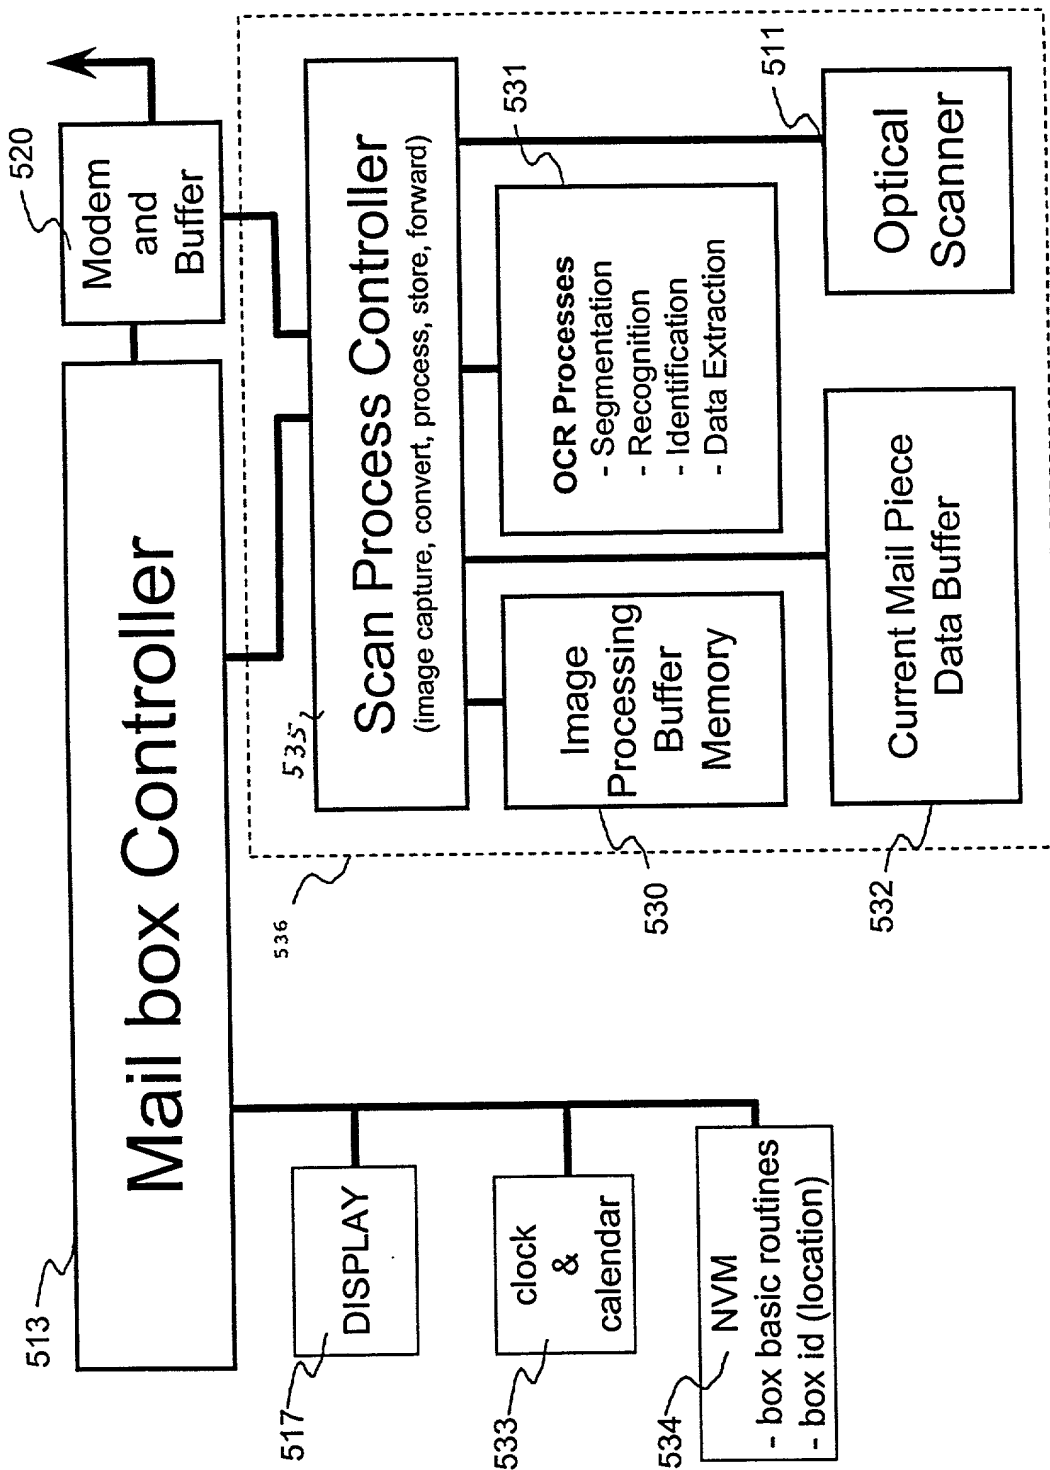 513
Mail box Controller
520
Modem
and
Buffer
517
DISPLAY
533
clock
&
calendar
534
NVM
- box basic routines
- box id (location)
536
535
Scan Process Controller
(image capture, convert, process, store, forward)
530
Image
Processing
Buffer
Memory
531
OCR Processes
- Segmentation
- Recognition
- Identification
- Data Extraction
532
Current Mail Piece
Data Buffer
511
Optical
Scanner